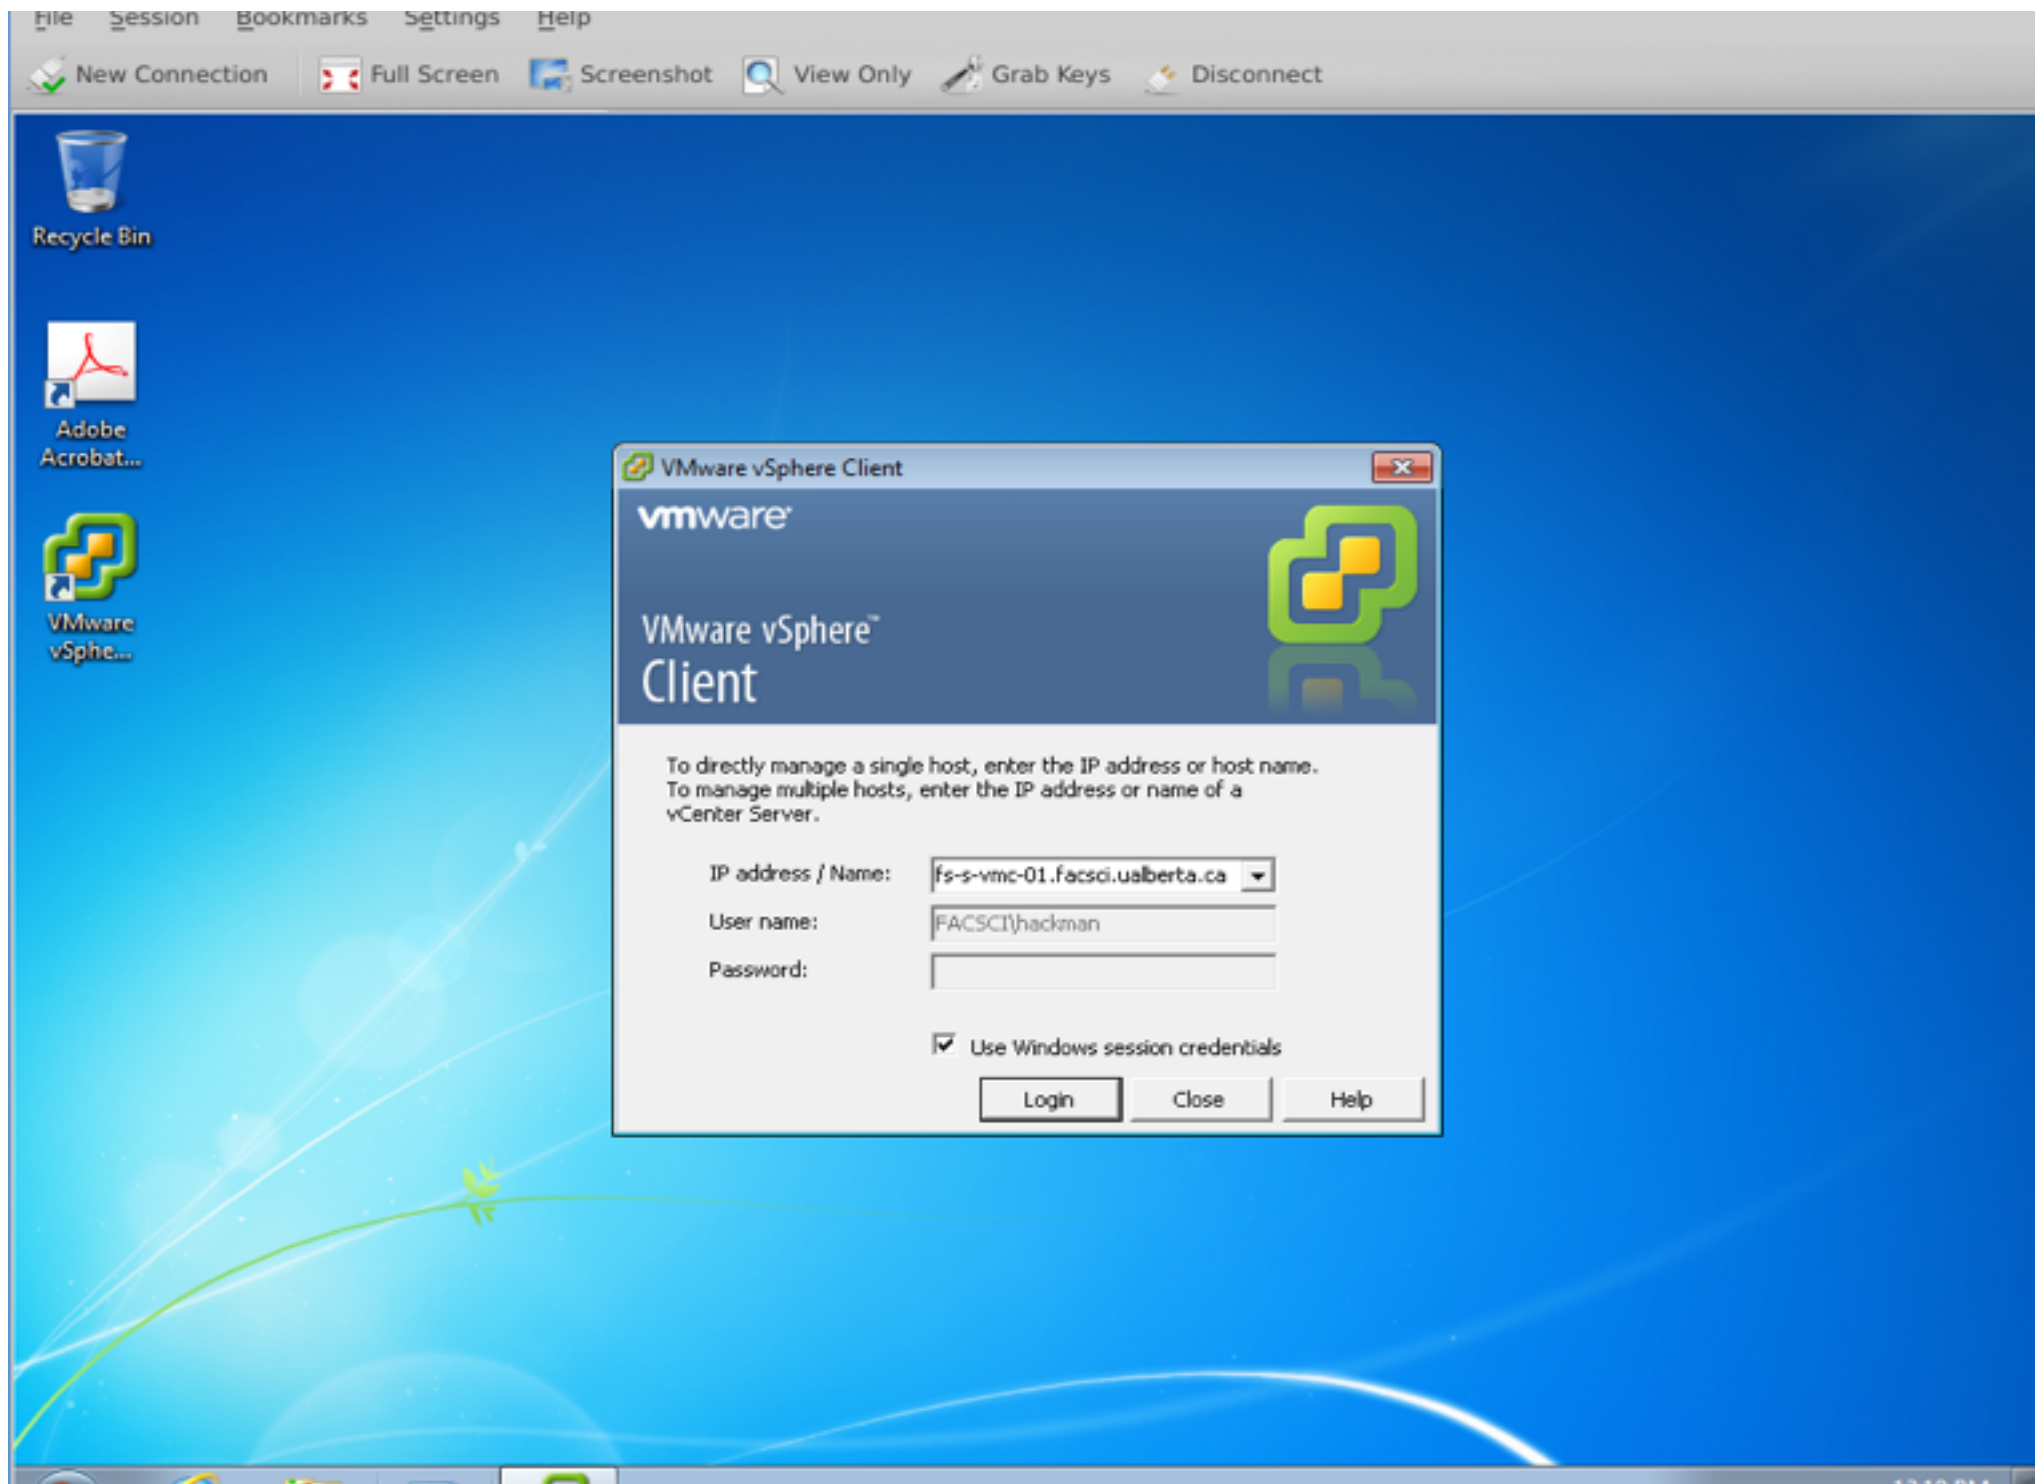 File Session Bookmarks Settings Help
New Connection Full Screen Screenshot View Only Grab Keys Disconnect
Recycle Bin
Adobe
Acrobat...
VMware
vSphe...
VMware vSphere Client
vmware
VMware vSphere™
Client
To directly manage a single host, enter the IP address or host name.
To manage multiple hosts, enter the IP address or name of a
vCenter Server.
IP address / Name: fs-s-vmc-01.facsci.ualberta.ca
User name: FACSCI\hackman
Password:
Use Windows session credentials
Login Close Help